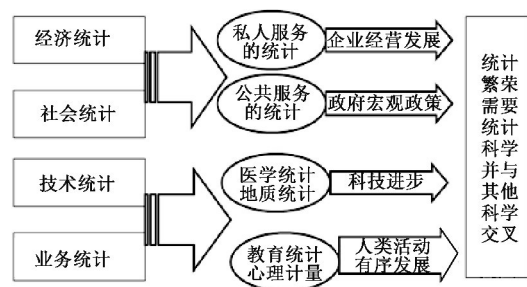 经济统计
社会统计
技术统计
业务统计
私人服务
的统计
公共服务
的统计
医学统计
地质统计
教育统计
心理计量
企业经营发展
政府宏观政策
科技进步
人类活动
有序发展
统计
繁荣
需要
统计
科学
并与
其他
科学
交叉